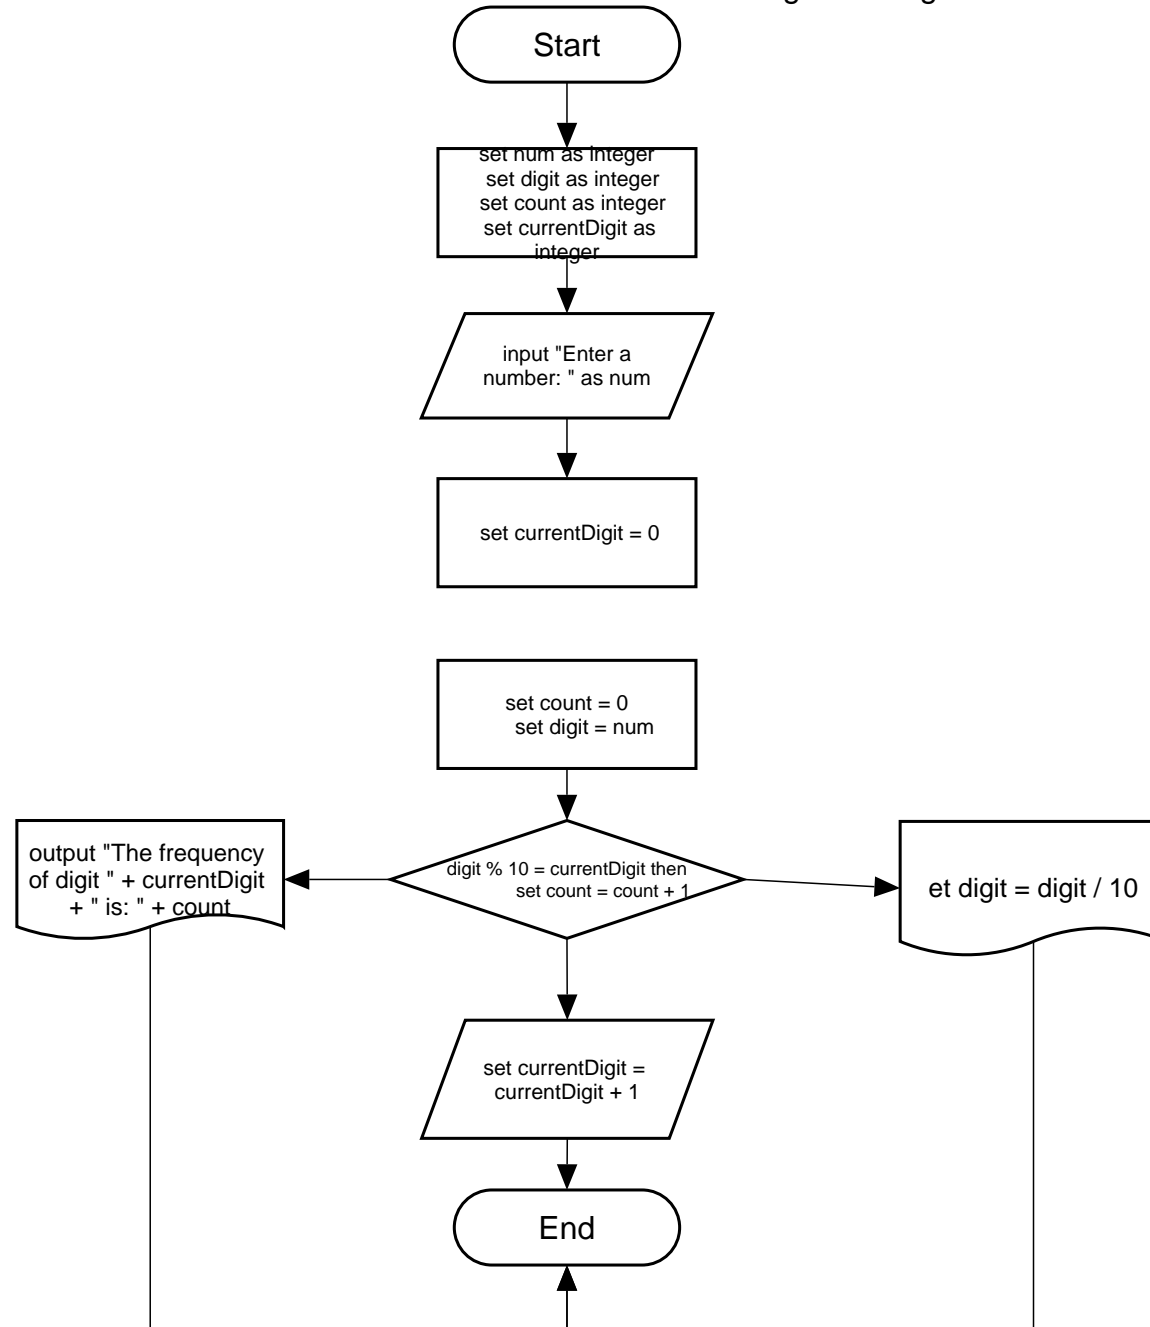 Start
set num as integer
set digit as integer
set count as integer
set currentDigit as
integer
input "Enter a
number: " as num
set currentDigit = 0
set count = 0
set digit = num
digit % 10 = currentDigit then
set count = count + 1
output "The frequency
of digit " + currentDigit
+ " is: " + count
et digit = digit / 10
set currentDigit =
currentDigit + 1
End